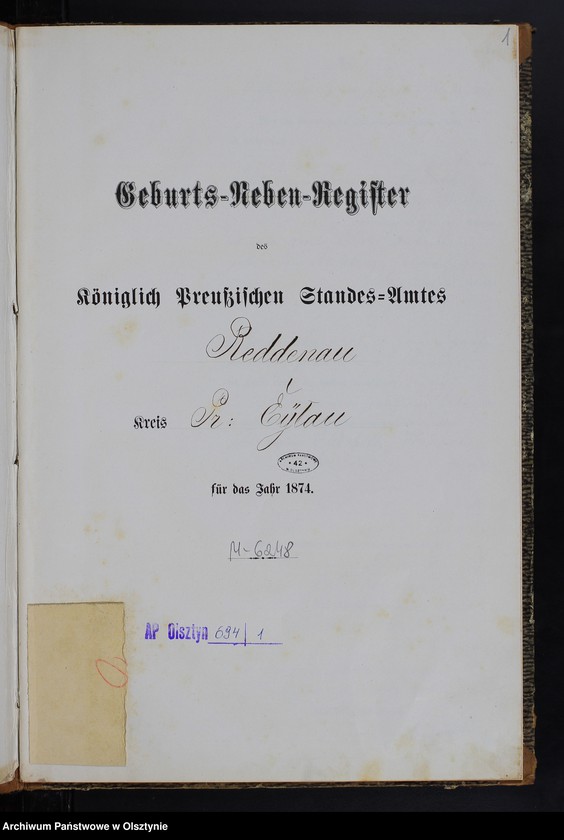 1
Geburts-Neben-Register
des
Königlich Preußischen Standes-Amtes
Reddenau
Kreis Pr: Eÿlau
42
für das Jahr 1874.
M-6248
AP Olsztyn 694/1
Archiwum Państwowe w Olsztynie